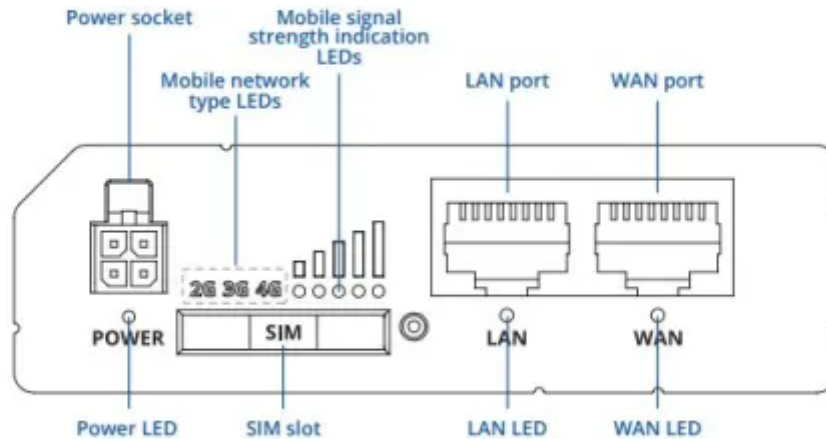 Power socket
Mobile signal
strength indication
LEDs
Mobile network
type LEDs
LAN port
WAN port
2G 3G 4G
POWER
SIM
LAN
WAN
Power LED
SIM slot
LAN LED
WAN LED